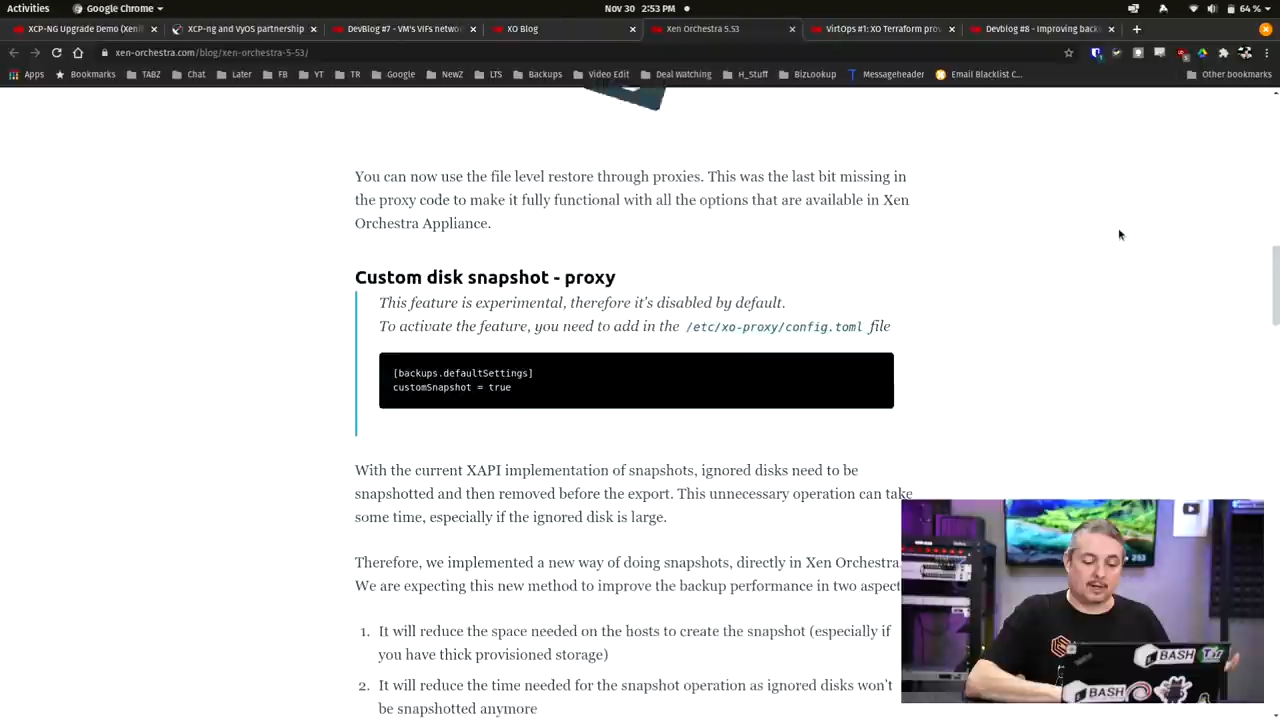 Activities
Google Chrome
Nov 30 2:53 PM
64 %
XCP-NG Upgrade Demo (Xen
XCP-ng and VyOS partnership
DevBlog #7 - VM's VIFs networ
XO Blog
Xen Orchestra 5.53
VirtOps #1: XO Terraform pro
Devblog #8 - Improving back
xen-orchestra.com/blog/xen-orchestra-5-53/
Apps
Bookmarks
TABZ
Chat
Later
FB
YT
TR
Google
NewZ
LTS
Backups
Video Edit
Deal Watching
H_Stuff
BizLookup
Messageheader
Email Blacklist C...
Other bookmarks
You can now use the file level restore through proxies. This was the last bit missing in
the proxy code to make it fully functional with all the options that are available in Xen
Orchestra Appliance.
Custom disk snapshot - proxy
This feature is experimental, therefore it's disabled by default.
To activate the feature, you need to add in the /etc/xo-proxy/config.toml file
[backups.defaultSettings]
customSnapshot = true
With the current XAPI implementation of snapshots, ignored disks need to be
snapshotted and then removed before the export. This unnecessary operation can take
some time, especially if the ignored disk is large.
Therefore, we implemented a new way of doing snapshots, directly in Xen Orchestra
We are expecting this new method to improve the backup performance in two aspect
1. It will reduce the space needed on the hosts to create the snapshot (especially if
you have thick provisioned storage)
2. It will reduce the time needed for the snapshot operation as ignored disks won't
be snapshotted anymore
BASH
BASH